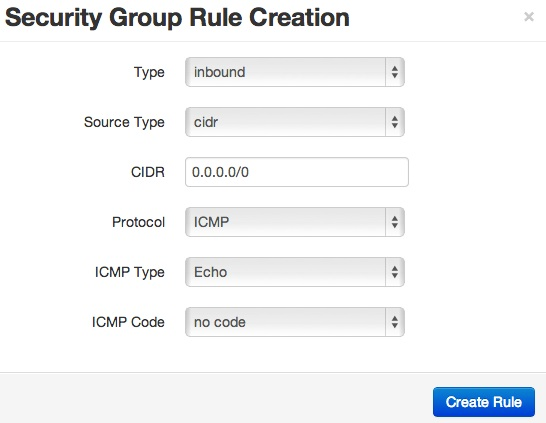 Security Group Rule Creation ×
Type inbound
Source Type cidr
CIDR 0.0.0.0/0
Protocol ICMP
ICMP Type Echo
ICMP Code no code
Create Rule